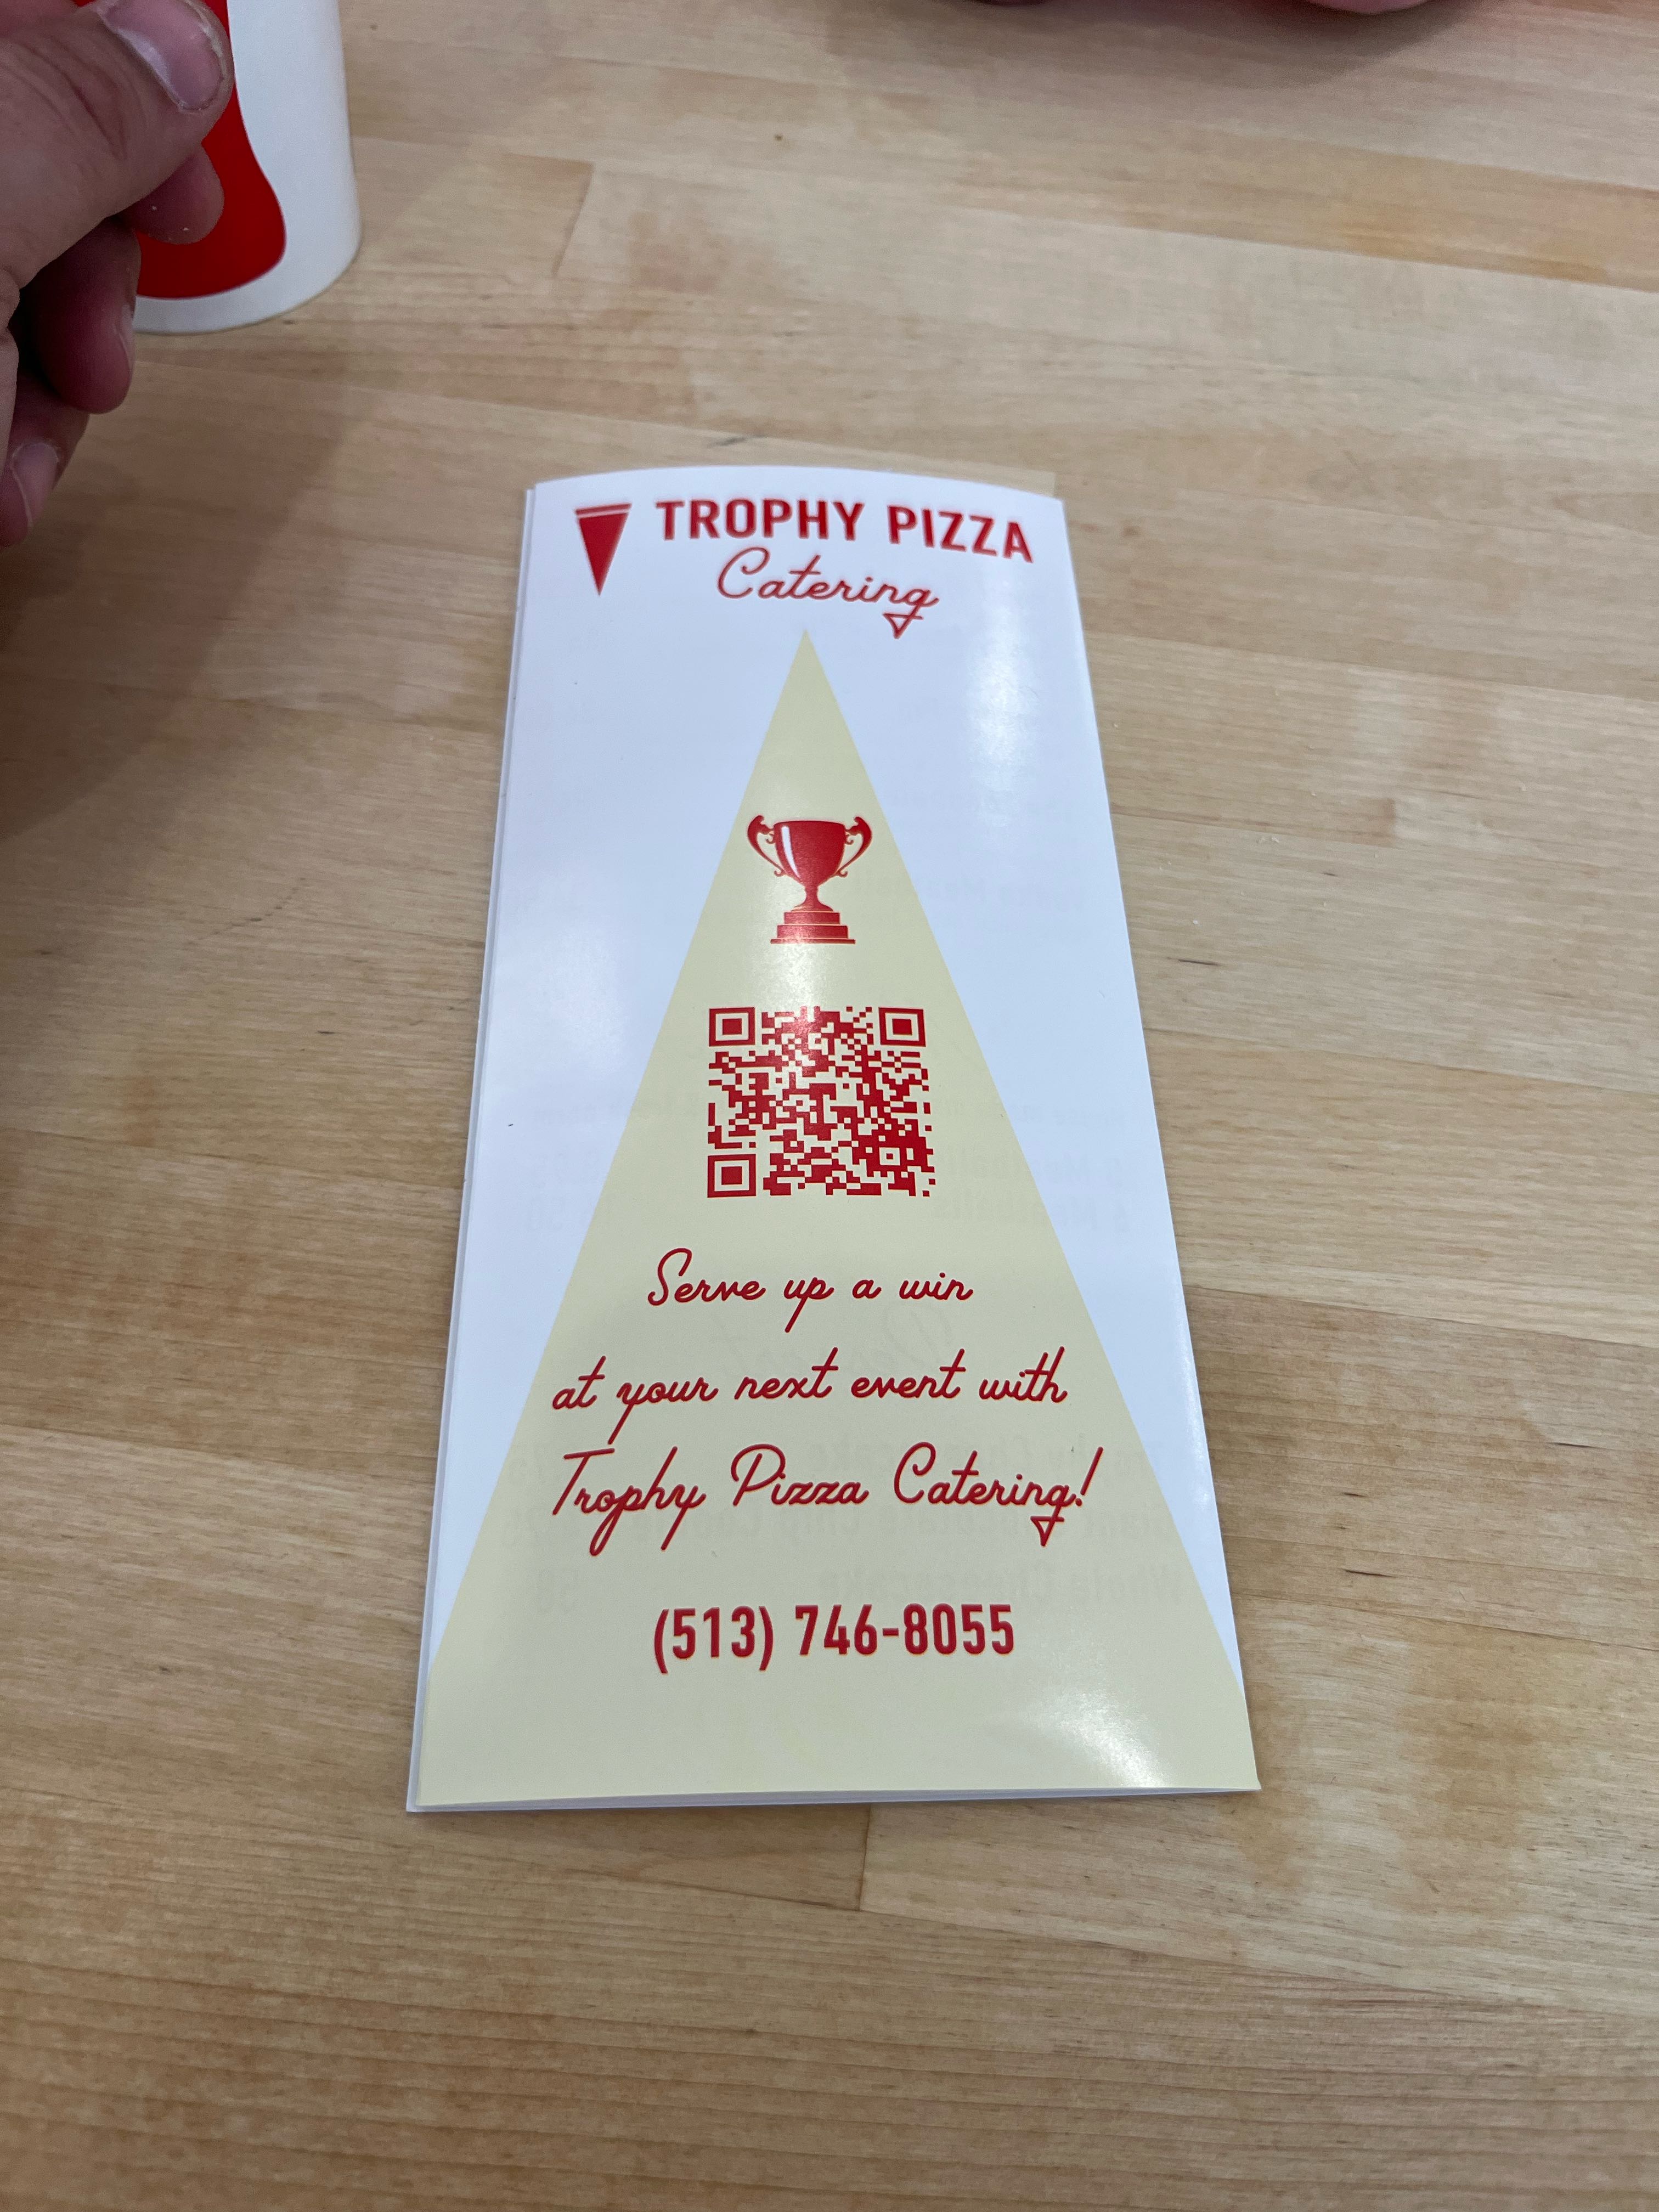 TROPHY PIZZA
Catering
Serve up a win
at your next event with
Trophy Pizza Catering!
(513) 746-8055